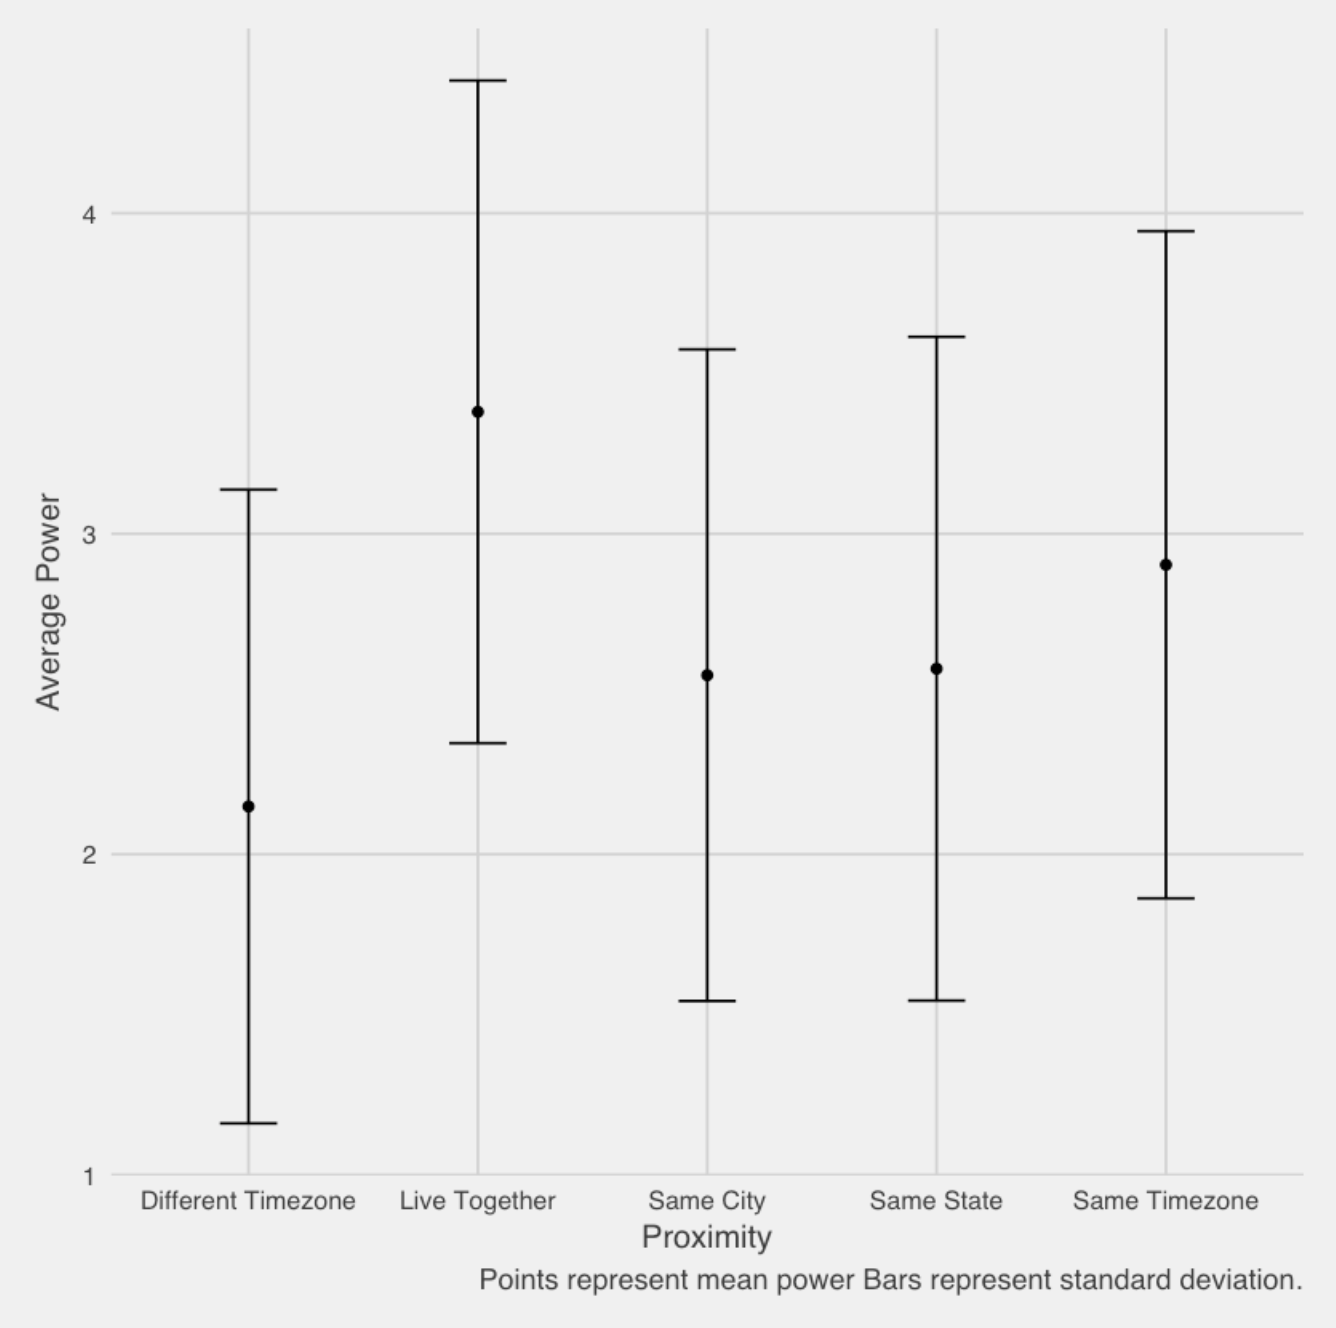 Average Power
4
3
2
1
Different Timezone
Live Together
Same City
Same State
Same Timezone
Proximity
Points represent mean power Bars represent standard deviation.